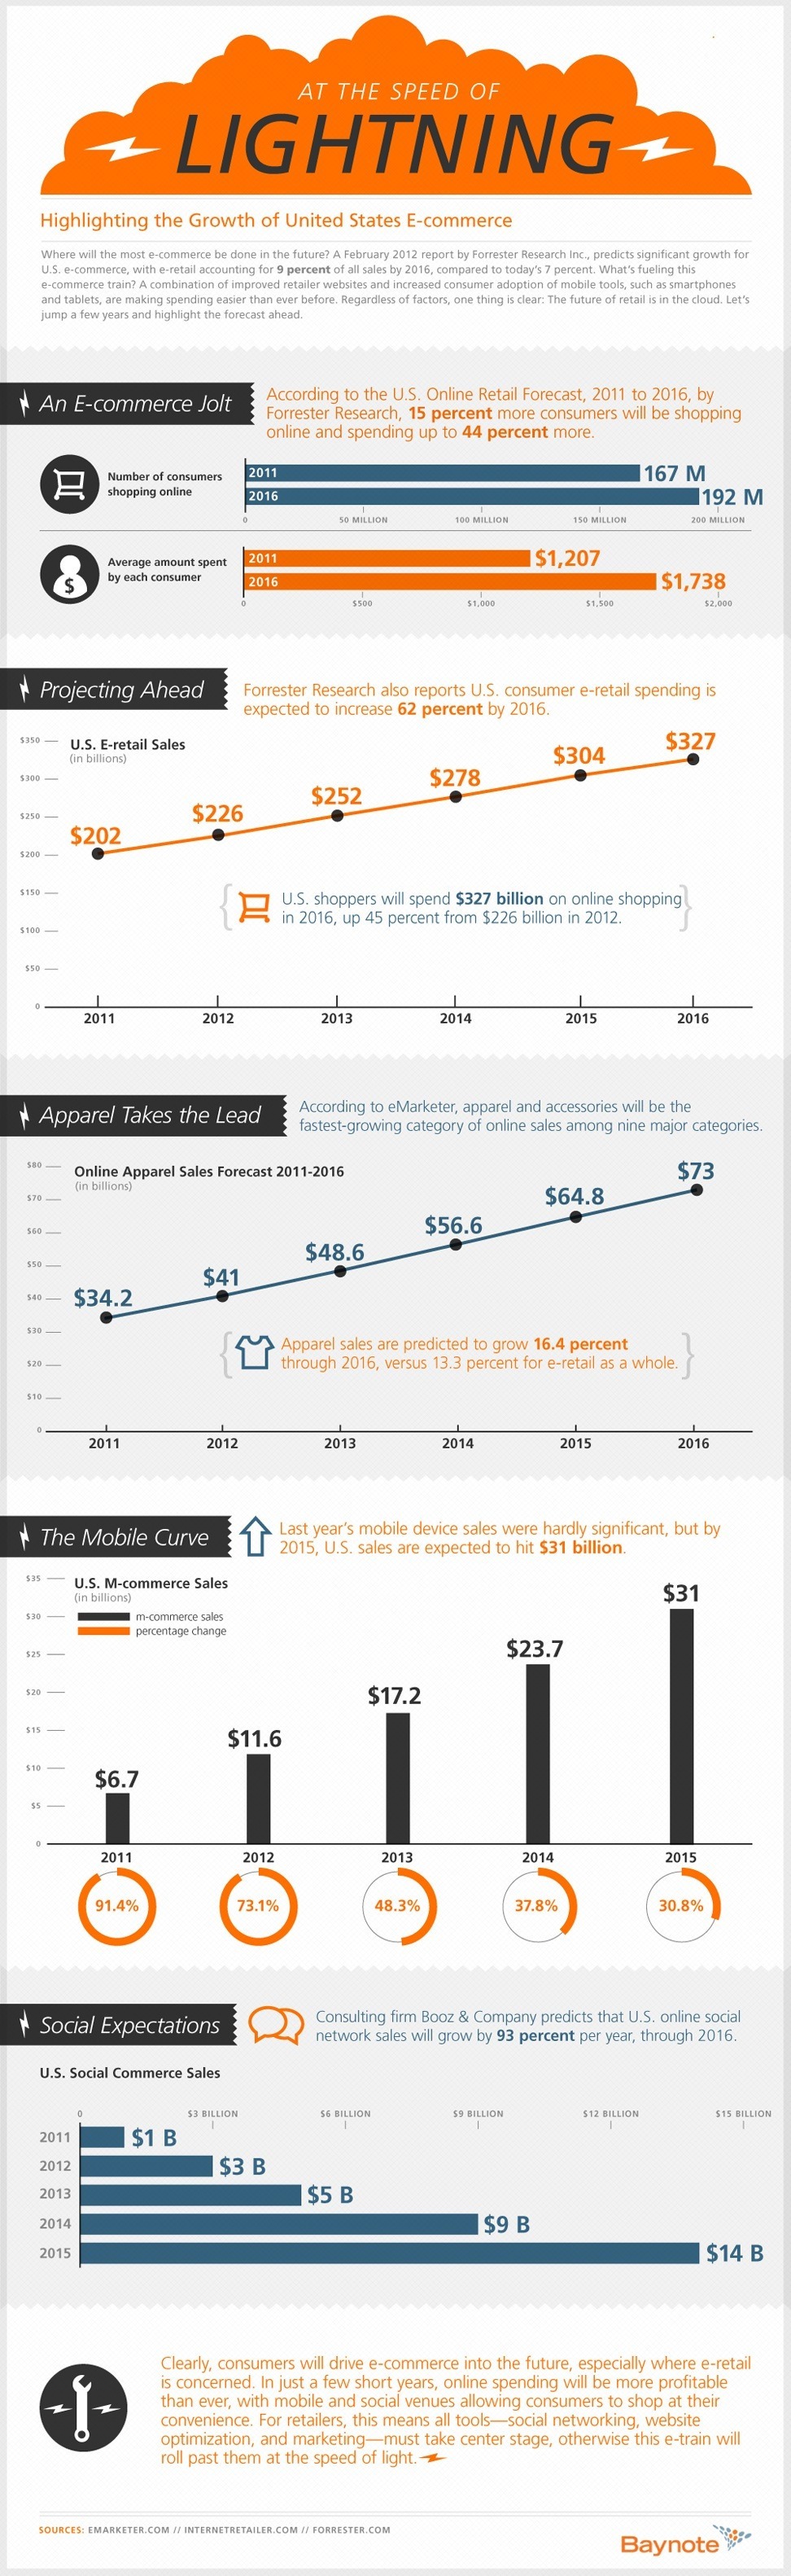 AT THE SPEED OF
LIGHTNING
Highlighting the Growth of United States E-commerce
Where will the most e-commerce be done in the future? A February 2012 report by Forrester Research Inc., predicts significant growth for
U.S. e-commerce, with e-retail accounting for 9 percent of all sales by 2016, compared to today's 7 percent. What's fueling this
e-commerce train? A combination of improved retailer websites and increased consumer adoption of mobile tools, such as smartphones
and tablets, are making spending easier than ever before. Regardless of factors, one thing is clear: The future of retail is in the cloud. Let's
jump a few years and highlight the forecast ahead.
An E-commerce Jolt
According to the U.S. Online Retail Forecast, 2011 to 2016, by
Forrester Research, 15 percent more consumers will be shopping
online and spending up to 44 percent more.
Number of consumers
shopping online
2011
167 M
2016
192 M
0 50 MILLION 100 MILLION 150 MILLION 200 MILLION
Average amount spent
by each consumer
2011
$1,207
2016
$1,738
0 $500 $1,000 $1,500 $2,000
Projecting Ahead
Forrester Research also reports U.S. consumer e-retail spending is
expected to increase 62 percent by 2016.
U.S. E-retail Sales
(in billions)
$350
$300
$250
$200
$150
$100
$50
0
$202
$226
$252
$278
$304
$327
U.S. shoppers will spend $327 billion on online shopping
in 2016, up 45 percent from $226 billion in 2012.
2011 2012 2013 2014 2015 2016
Apparel Takes the Lead
According to eMarketer, apparel and accessories will be the
fastest-growing category of online sales among nine major categories.
Online Apparel Sales Forecast 2011-2016
(in billions)
$80
$70
$60
$50
$40
$30
$20
$10
0
$34.2
$41
$48.6
$56.6
$64.8
$73
Apparel sales are predicted to grow 16.4 percent
through 2016, versus 13.3 percent for e-retail as a whole.
2011 2012 2013 2014 2015 2016
The Mobile Curve
Last year's mobile device sales were hardly significant, but by
2015, U.S. sales are expected to hit $31 billion.
U.S. M-commerce Sales
(in billions)
m-commerce sales
percentage change
$35
$30
$25
$20
$15
$10
$5
0
$6.7
$11.6
$17.2
$23.7
$31
2011 2012 2013 2014 2015
91.4% 73.1% 48.3% 37.8% 30.8%
Social Expectations
Consulting firm Booz & Company predicts that U.S. online social
network sales will grow by 93 percent per year, through 2016.
U.S. Social Commerce Sales
0 $3 BILLION $6 BILLION $9 BILLION $12 BILLION $15 BILLION
2011 $1 B
2012 $3 B
2013 $5 B
2014 $9 B
2015 $14 B
Clearly, consumers will drive e-commerce into the future, especially where e-retail
is concerned. In just a few short years, online spending will be more profitable
than ever, with mobile and social venues allowing consumers to shop at their
convenience. For retailers, this means all tools—social networking, website
optimization, and marketing—must take center stage, otherwise this e-train will
roll past them at the speed of light.
SOURCES: EMARKETER.COM // INTERNETRETAILER.COM // FORRESTER.COM
Baynote